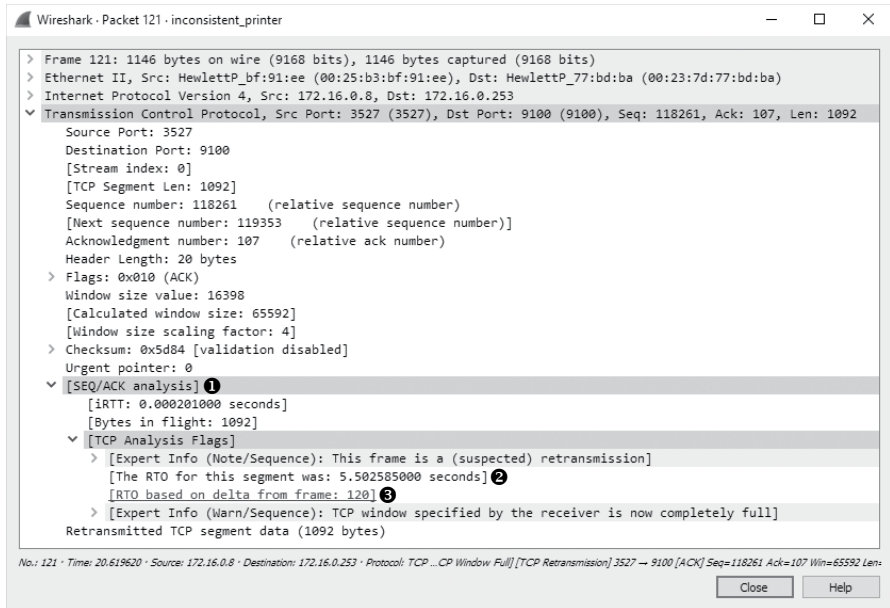 Wireshark · Packet 121 · inconsistent_printer
Frame 121: 1146 bytes on wire (9168 bits), 1146 bytes captured (9168 bits)
Ethernet II, Src: HewlettP_bf:91:ee (00:25:b3:bf:91:ee), Dst: HewlettP_77:bd:ba (00:23:7d:77:bd:ba)
Internet Protocol Version 4, Src: 172.16.0.8, Dst: 172.16.0.253
Transmission Control Protocol, Src Port: 3527 (3527), Dst Port: 9100 (9100), Seq: 118261, Ack: 107, Len: 1092
Source Port: 3527
Destination Port: 9100
[Stream index: 0]
[TCP Segment Len: 1092]
Sequence number: 118261 (relative sequence number)
[Next sequence number: 119353 (relative sequence number)]
Acknowledgment number: 107 (relative ack number)
Header Length: 20 bytes
Flags: 0x010 (ACK)
Window size value: 16398
[Calculated window size: 65592]
[Window size scaling factor: 4]
Checksum: 0x5d84 [validation disabled]
Urgent pointer: 0
[SEQ/ACK analysis] ❶
[iRTT: 0.000201000 seconds]
[Bytes in flight: 1092]
[TCP Analysis Flags]
[Expert Info (Note/Sequence): This frame is a (suspected) retransmission]
[The RTO for this segment was: 5.502585000 seconds] ❷
[RTO based on delta from frame: 120] ❸
[Expert Info (Warn/Sequence): TCP window specified by the receiver is now completely full]
Retransmitted TCP segment data (1092 bytes)
No.: 121 · Time: 20.619620 · Source: 172.16.0.8 · Destination: 172.16.0.253 · Protocol: TCP ...CP Window Full] [TCP Retransmission] 3527 → 9100 [ACK] Seq=118261 Ack=107 Win=65592 Len=
Close Help